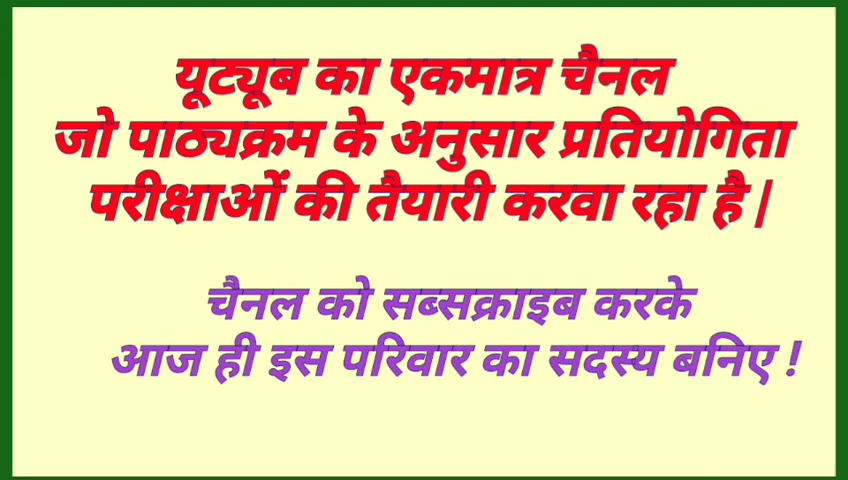 यूट्यूब का एकमात्र चैनल
जो पाठ्यक्रम के अनुसार प्रतियोगिता
परीक्षाओं की तैयारी करवा रहा है|
चैनल को सब्सक्राइब करके
आज ही इस परिवार का सदस्य बनिए !